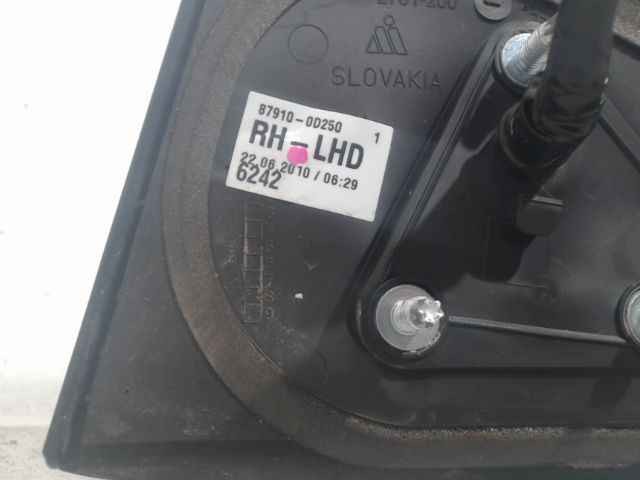 SLOVAKIA
87910-0D250
1
RH-LHD
22.06.2010 / 06:29
6242